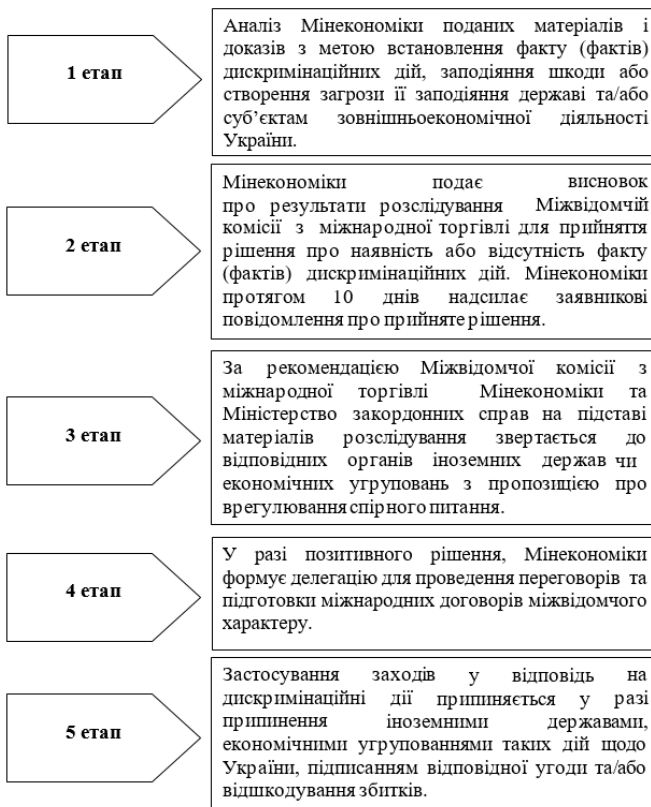 1 етап
Аналіз Мінекономіки поданих матеріалів і
доказів з метою встановлення факту (фактів)
дискримінаційних дій, заподіяння шкоди або
створення загрози її заподіяння державі та/або
суб’єктам зовнішньоекономічної діяльності
України.
2 етап
Мінекономіки подає висновок
про результати розслідування Міжвідомчій
комісії з міжнародної торгівлі для прийняття
рішення про наявність або відсутність факту
(фактів) дискримінаційних дій. Мінекономіки
протягом 10 днів надсилає заявникові
повідомлення про прийняте рішення.
3 етап
За рекомендацією Міжвідомчої комісії з
міжнародної торгівлі Мінекономіки та
Міністерство закордонних справ на підставі
матеріалів розслідування звертається до
відповідних органів іноземних держав чи
економічних угруповань з пропозицією про
врегулювання спірного питання.
4 етап
У разі позитивного рішення, Мінекономіки
формує делегацію для проведення переговорів та
підготовки міжнародних договорів міжвідомчого
характеру.
5 етап
Застосування заходів у відповідь на
дискримінаційні дії припиняється у разі
припинення іноземними державами,
економічними угрупованнями таких дій щодо
України, підписанням відповідної угоди та/або
відшкодування збитків.